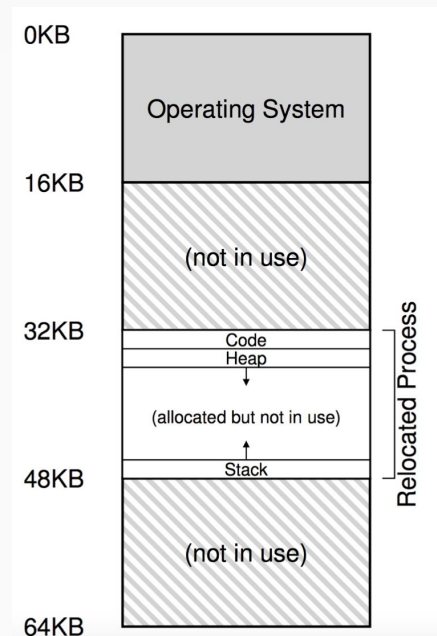 0KB
Operating System
16KB
(not in use)
32KB
Code
Heap
(allocated but not in use)
Stack
48KB
Relocated Process
(not in use)
64KB